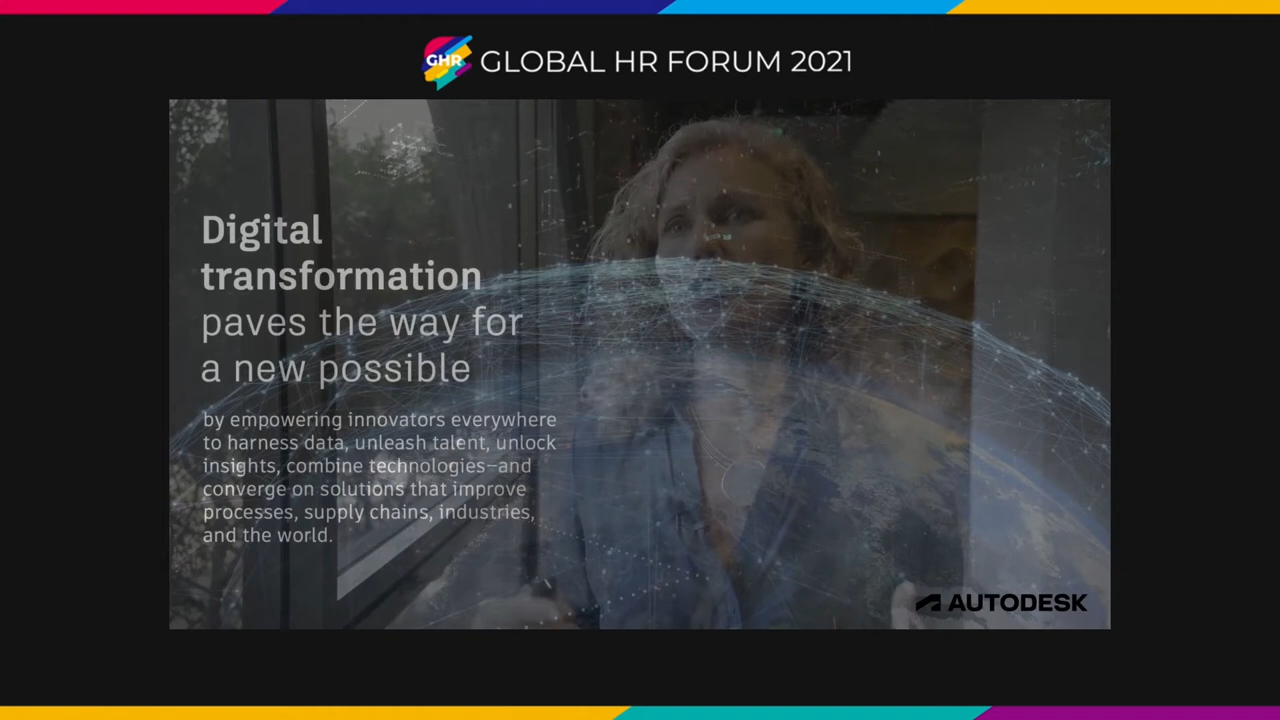 GHR GLOBAL HR FORUM 2021
Digital
transformation
paves the way for
a new possible
by empowering innovators everywhere
to harness data, unleash talent, unlock
insights, combine technologies—and
converge on solutions that improve
processes, supply chains, industries,
and the world.
AUTODESK